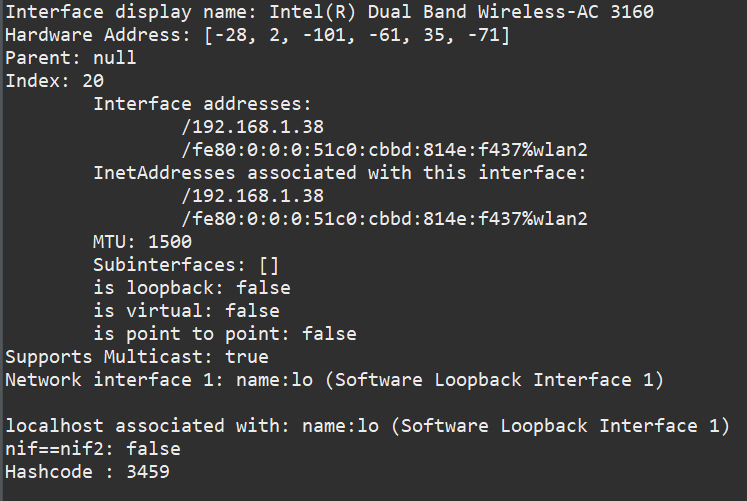 Interface display name: Intel(R) Dual Band Wireless-AC 3160
Hardware Address: [-28, 2, -101, -61, 35, -71]
Parent: null
Index: 20
Interface addresses:
/192.168.1.38
/fe80:0:0:0:51c0:cbbd:814e:f437%wlan2
InetAddresses associated with this interface:
/192.168.1.38
/fe80:0:0:0:51c0:cbbd:814e:f437%wlan2
MTU: 1500
Subinterfaces: []
is loopback: false
is virtual: false
is point to point: false
Supports Multicast: true
Network interface 1: name:lo (Software Loopback Interface 1)
localhost associated with: name:lo (Software Loopback Interface 1)
nif==nif2: false
Hashcode : 3459